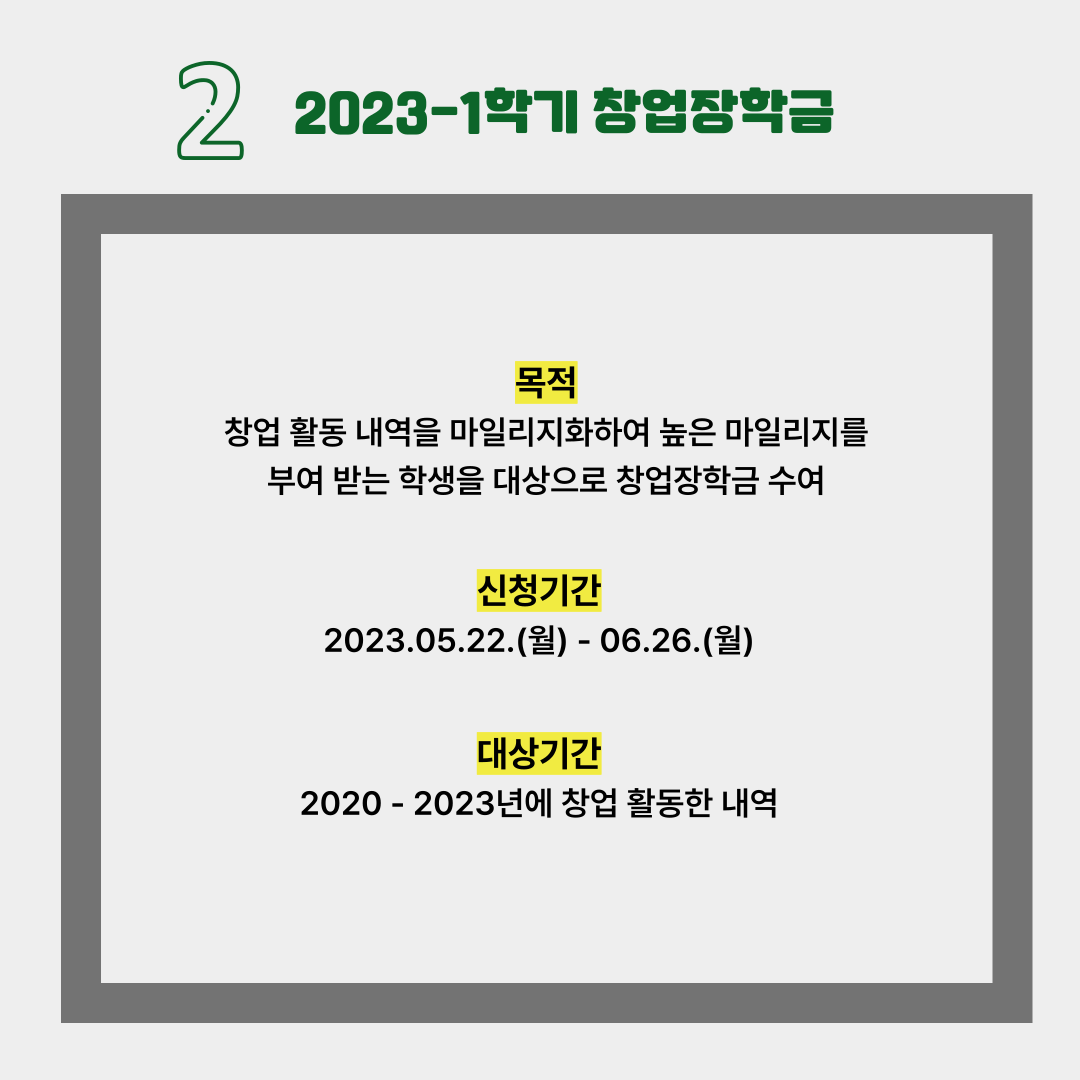 2
2023-1학기 창업장학금
목적
창업 활동 내역을 마일리지화하여 높은 마일리지를
부여 받는 학생을 대상으로 창업장학금 수여
신청기간
2023.05.22.(월) - 06.26.(월)
대상기간
2020 - 2023년에 창업 활동한 내역